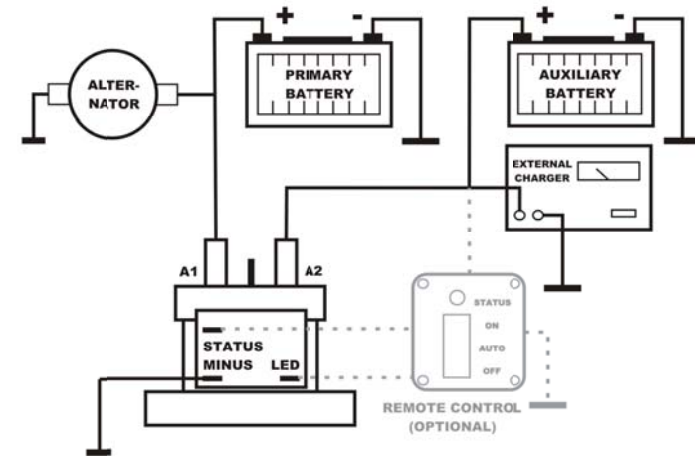 + -
+ -
ALTER-
NATOR
PRIMARY
BATTERY
AUXILIARY
BATTERY
EXTERNAL
CHARGER
A1
A2
STATUS
MINUS LED
STATUS
ON
AUTO
OFF
REMOTE CONTROL
(OPTIONAL)